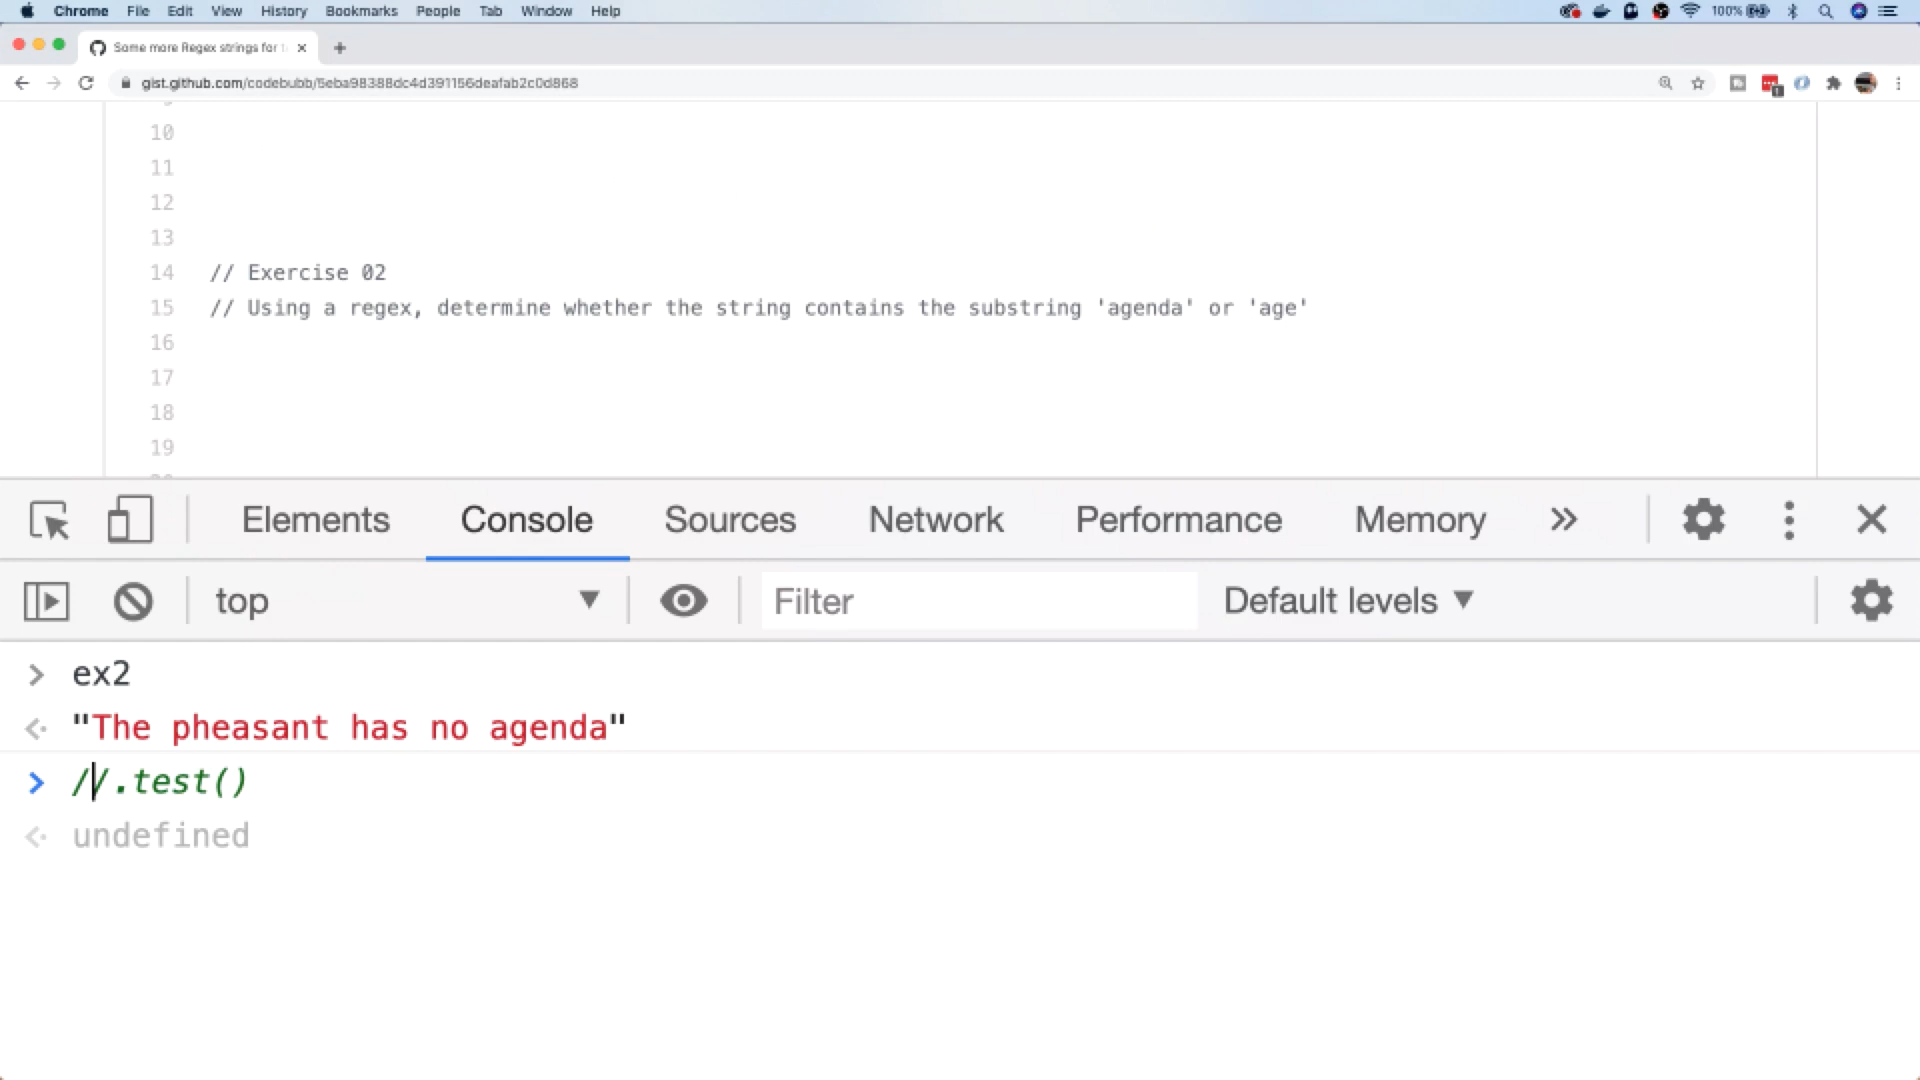 Chrome File Edit View History Bookmarks People Tab Window Help 100%
Some more Regex strings for t
gist.github.com/codebubb/5eba98388dc4d391156deafab2c0d868
10
11
12
13
14 // Exercise 02
15 // Using a regex, determine whether the string contains the substring 'agenda' or 'age'
16
17
18
19
Elements Console Sources Network Performance Memory »
top ▼ Filter Default levels ▼
> ex2
"The pheasant has no agenda"
> //.test()
undefined